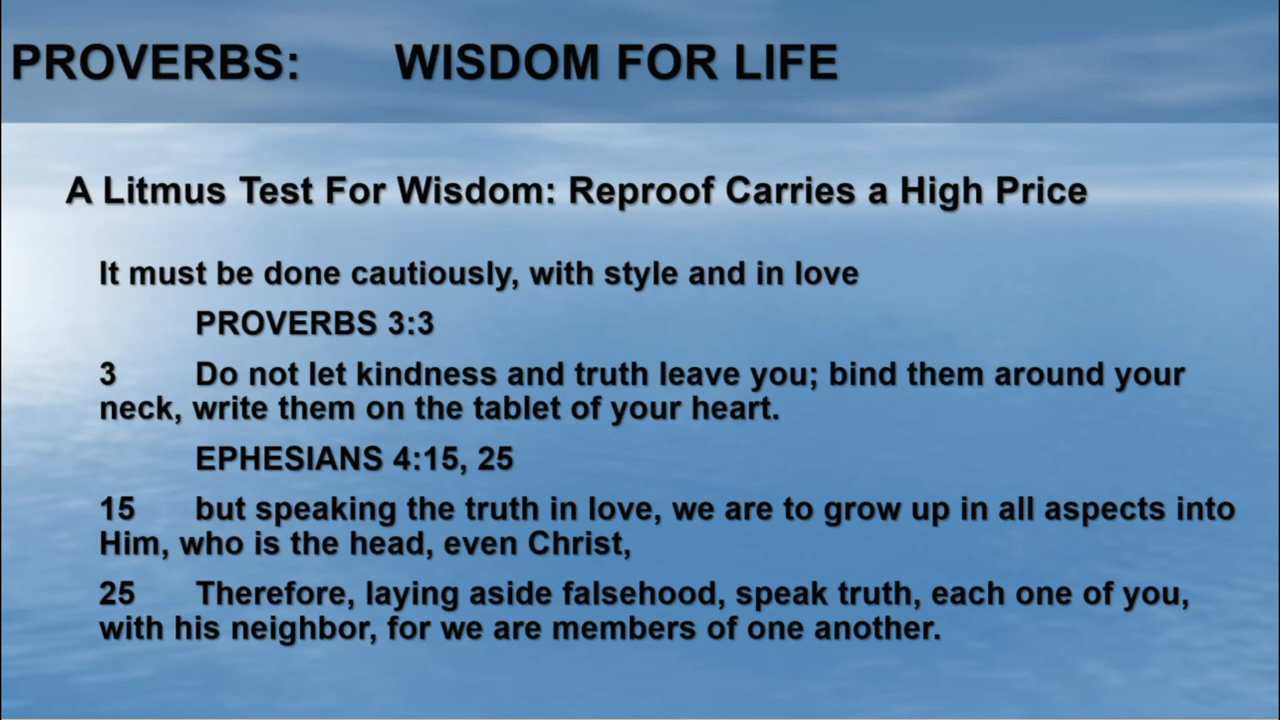 PROVERBS: WISDOM FOR LIFE
A Litmus Test For Wisdom: Reproof Carries a High Price
It must be done cautiously, with style and in love
PROVERBS 3:3
3 Do not let kindness and truth leave you; bind them around your
neck, write them on the tablet of your heart.
EPHESIANS 4:15, 25
15 but speaking the truth in love, we are to grow up in all aspects into
Him, who is the head, even Christ,
25 Therefore, laying aside falsehood, speak truth, each one of you,
with his neighbor, for we are members of one another.